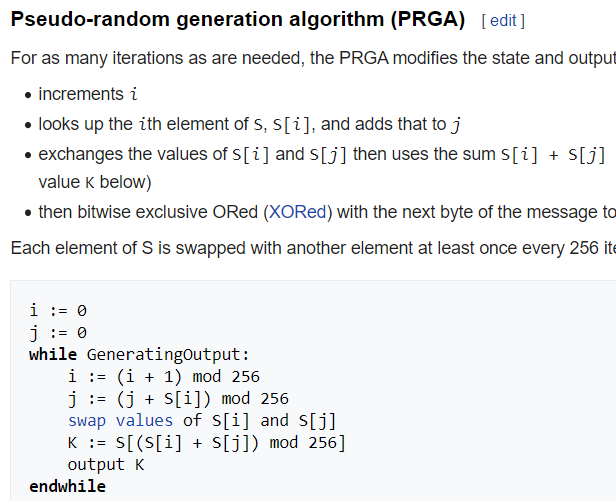 Pseudo-random generation algorithm (PRGA) [ edit ]
For as many iterations as are needed, the PRGA modifies the state and output
• increments i
• looks up the ith element of S, S[i], and adds that to j
• exchanges the values of S[i] and S[j] then uses the sum S[i] + S[j]
value K below)
• then bitwise exclusive ORed (XORed) with the next byte of the message to
Each element of S is swapped with another element at least once every 256
i := 0
j := 0
while GeneratingOutput:
i := (i + 1) mod 256
j := (j + S[i]) mod 256
swap values of S[i] and S[j]
K := S[(S[i] + S[j]) mod 256]
output K
endwhile